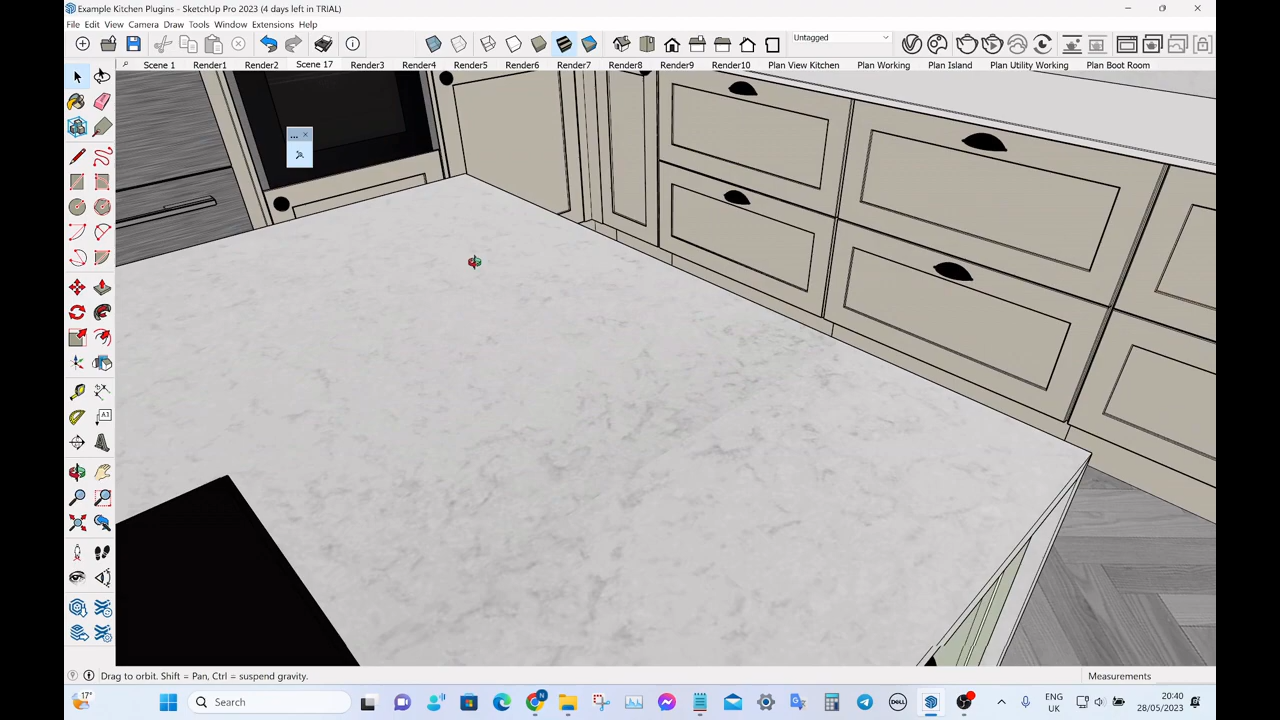 Example Kitchen Plugins - SketchUp Pro 2023 (4 days left in TRIAL)
File Edit View Camera Draw Tools Window Extensions Help
Untagged
Scene 1 Render1 Render2 Scene 17 Render3 Render4 Render5 Render6 Render7 Render8 Render9 Render10 Plan View Kitchen Plan Working Plan Island Plan Utility Working Plan Boot Room
...
A1
Drag to orbit. Shift = Pan, Ctrl = suspend gravity.
Measurements
17°
Search
N
DELL
ENG
UK
20:40
28/05/2023